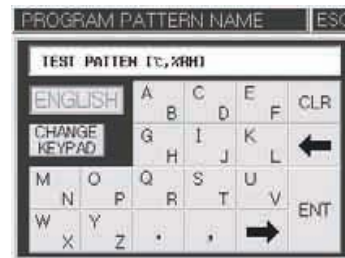 PROGRAM PATTERN NAME ESC
TEST PATTEN [℃,%RH]
ENGLISH A B C D E F CLR
CHANGE KEYPAD G H I J K L
M N O P Q R S T U V ENT
W X Y Z . ,